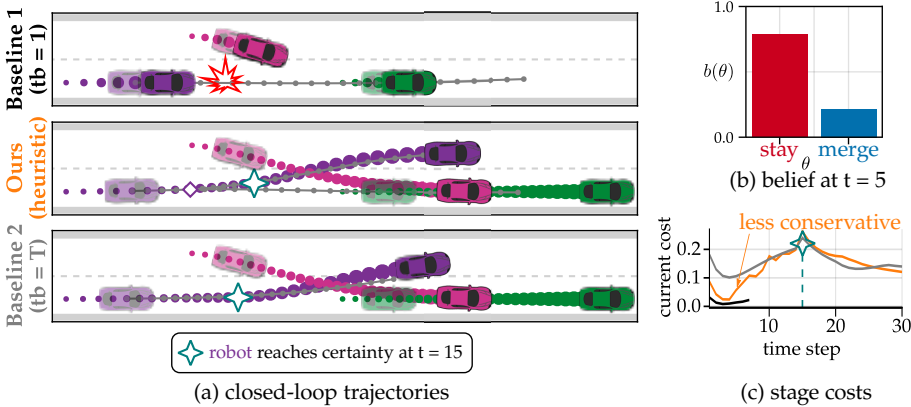 Baseline 1
(tb = 1)
Ours
(heuristic)
Baseline 2
(tb = T)
robot reaches certainty at t = 15
(a) closed-loop trajectories
1.0
b(θ)
0.0
stay merge
θ
(b) belief at t = 5
less conservative
current cost
0.2
0.1
0.0
10 20 30
time step
(c) stage costs